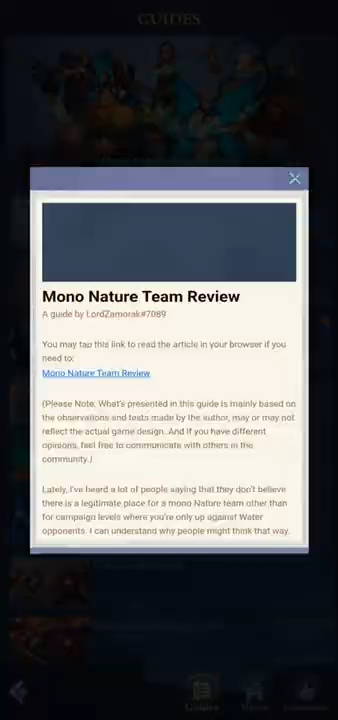 GUIDES
Mono Nature Team Review
A guide by LordZamorak#7089
You may tap this link to read the article in your browser if you
need to:
Mono Nature Team Review
(Please Note: What's presented in this guide is mainly based on
the observations and tests made by the author, may or may not
reflect the actual game design. And if you have different
opinions, feel free to communicate with others in the
community.)
Lately, I've heard a lot of people saying that they don't believe
there is a legitimate place for a mono Nature team other than
for campaign levels where you're only up against Water
opponents. I can understand why people might think that way.
Guides